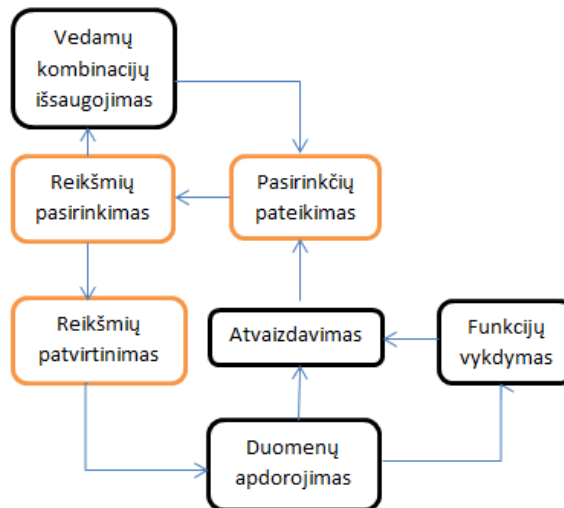 Vedamų
kombinacijų
išsaugojimas
Reikšmių
pasirinkimas
Pasirinkčių
pateikimas
Reikšmių
patvirtinimas
Atvaizdavimas
Funkcijų
vykdymas
Duomenų
apdorojimas